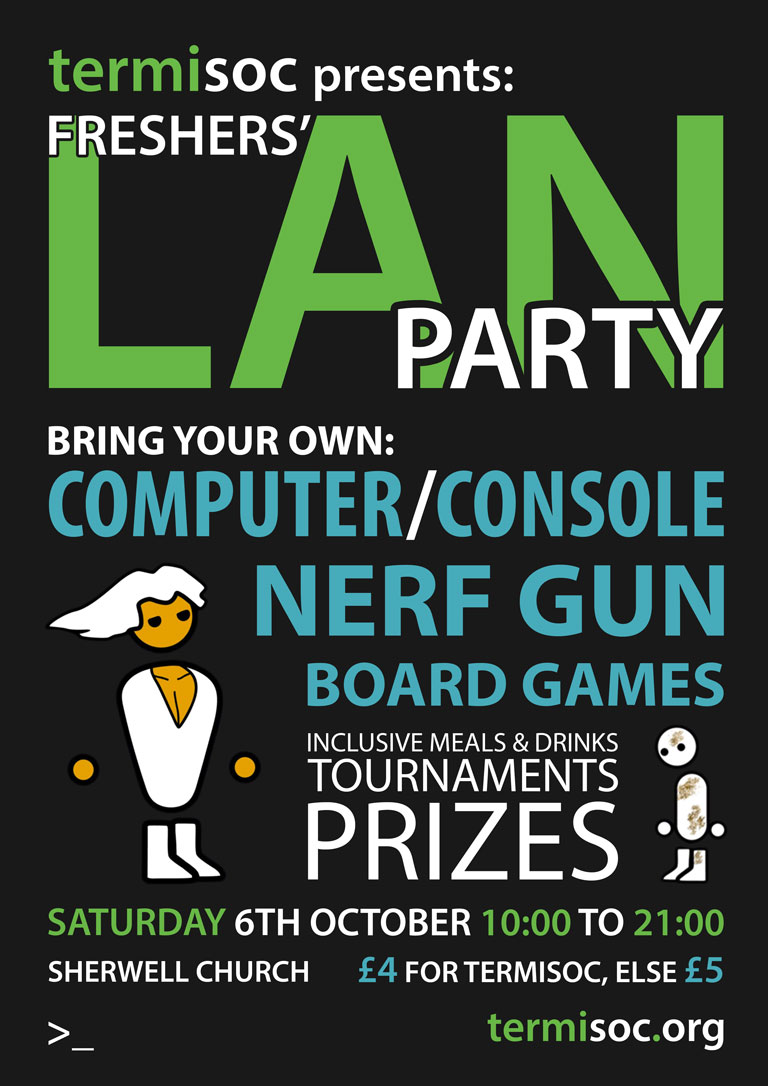 termisoc presents:
FRESHERS’
LAN
PARTY
BRING YOUR OWN:
COMPUTER/CONSOLE
NERF GUN
BOARD GAMES
INCLUSIVE MEALS & DRINKS
TOURNAMENTS
PRIZES
SATURDAY 6TH OCTOBER 10:00 TO 21:00
SHERWELL CHURCH £4 FOR TERMISOC, ELSE £5
>_ termisoc.org